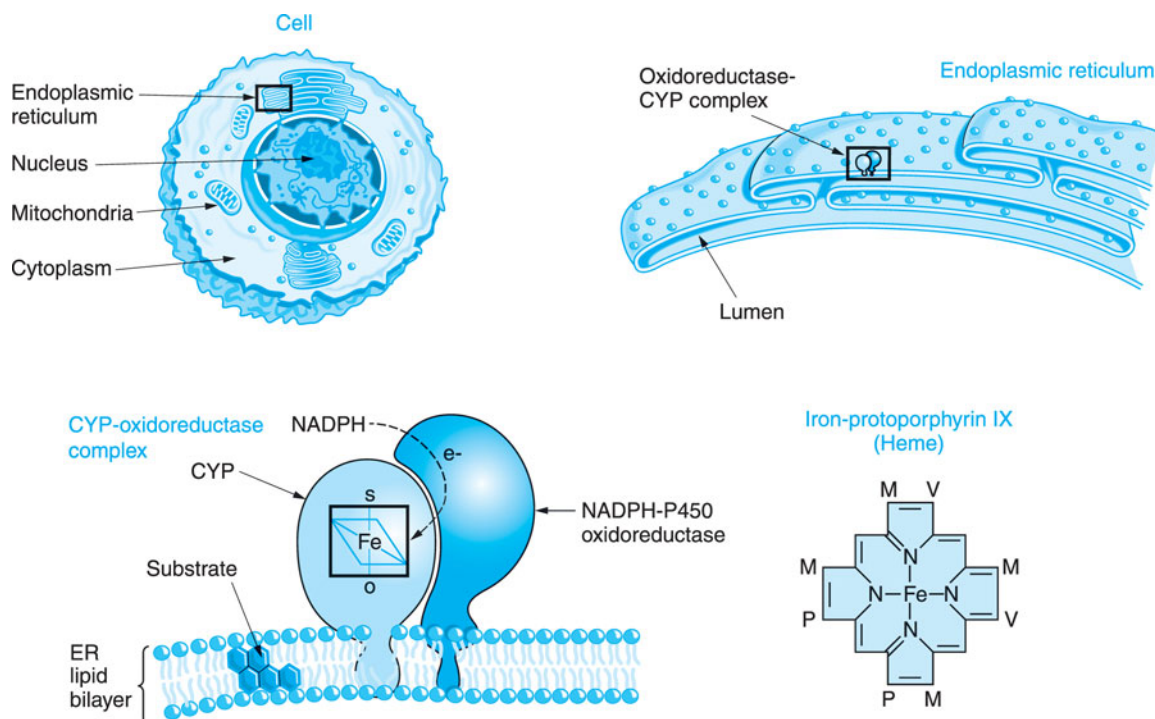 Cell
Endoplasmic
reticulum
Nucleus
Mitochondria
Cytoplasm
Oxidoreductase-
CYP complex
Endoplasmic reticulum
Lumen
CYP-oxidoreductase
complex
NADPH
CYP
e-
s
Fe
o
NADPH-P450
oxidoreductase
Substrate
ER
lipid
bilayer
Iron-protoporphyrin IX
(Heme)
M V
M M
N
N Fe N
N
P V
P M